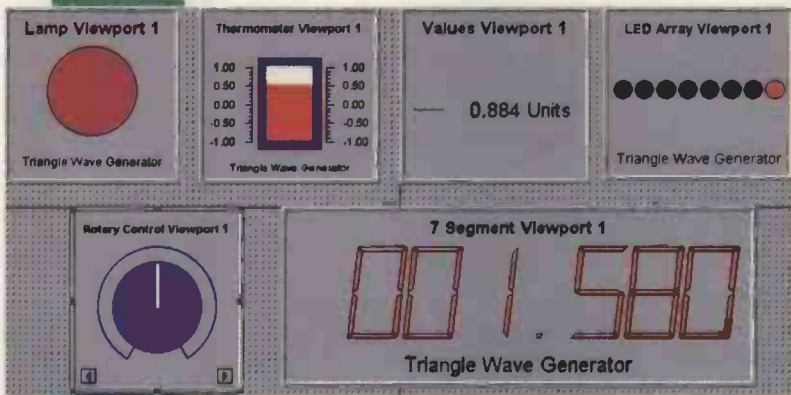 Lamp Viewport 1
Triangle Wave Generator
Thermometer Viewport 1
1.00 1.00
0.50 0.50
0.00 0.00
-0.50 -0.50
-1.00 -1.00
Triangle Wave Generator
Values Viewport 1
0.884 Units
LED Array Viewport 1
Triangle Wave Generator
Rotary Control Viewport 1
7 Segment Viewport 1
001.580
Triangle Wave Generator